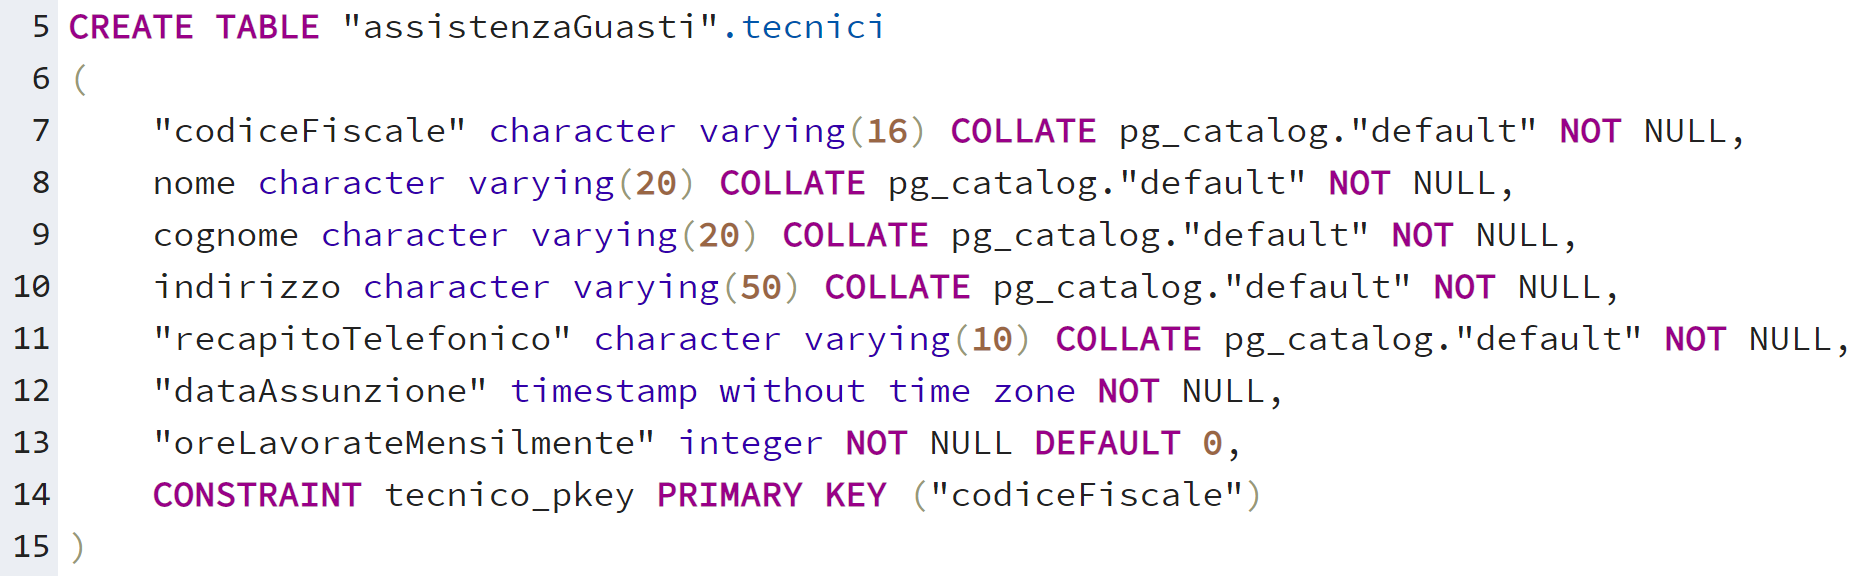 5 CREATE TABLE "assistenzaGuasti".tecnici
6 (
7     "codiceFiscale" character varying(16) COLLATE pg_catalog."default" NOT NULL,
8     nome character varying(20) COLLATE pg_catalog."default" NOT NULL,
9     cognome character varying(20) COLLATE pg_catalog."default" NOT NULL,
10     indirizzo character varying(50) COLLATE pg_catalog."default" NOT NULL,
11     "recapitoTelefonico" character varying(10) COLLATE pg_catalog."default" NOT NULL,
12     "dataAssunzione" timestamp without time zone NOT NULL,
13     "oreLavorateMensilmente" integer NOT NULL DEFAULT 0,
14     CONSTRAINT tecnico_pkey PRIMARY KEY ("codiceFiscale")
15 )